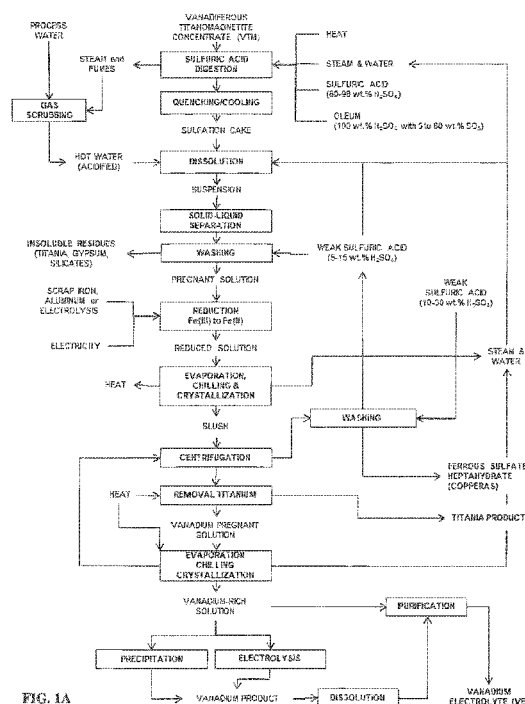 PROCESS
WATER
VANADIFEROUS
TITANOMAGNETITE
CONCENTRATE (VTM)
HEAT
STEAM and
FUMES
SULFURIC ACID
DIGESTION
STEAM & WATER
SULFURIC ACID
(60-98 wt.% H₂SO₄)
QUENCHING/COOLING
GAS
SCRUBBING
OLEUM
(100 wt.% H₂SO₄ with 5 to 60 wt.% SO₃)
SULFATION CAKE
HOT WATER
(ACIDIFIED)
DISSOLUTION
SUSPENSION
SOLID-LIQUID
SEPARATION
INSOLUBLE RESIDUES
(TITANIA, GYPSUM,
SILICATES)
WASHING
WEAK SULFURIC ACID
(5-15 wt.% H₂SO₄)
PREGNANT SOLUTION
WEAK
SULFURIC ACID
(10-30 wt.% H₂SO₄)
SCRAP IRON,
ALUMINUM or
ELECTROLYSIS
REDUCTION
Fe(III) to Fe(II)
ELECTRICITY
REDUCED SOLUTION
STEAM &
WATER
HEAT
EVAPORATION,
CHILLING &
CRYSTALLIZATION
WASHING
SLUSH
CENTRIFUGATION
FERROUS SULFATE
HEPTAHYDRATE
(COPPERAS)
HEAT
REMOVAL TITANIUM
TITANIA PRODUCT
VANADIUM PREGNANT
SOLUTION
EVAPORATION
CHILLING
CRYSTALLIZATION
VANADIUM-RICH
SOLUTION
PURIFICATION
PRECIPITATION
ELECTROLYSIS
FIG. 1A
VANADIUM PRODUCT
DISSOLUTION
VANADIUM
ELECTROLYTE (VE